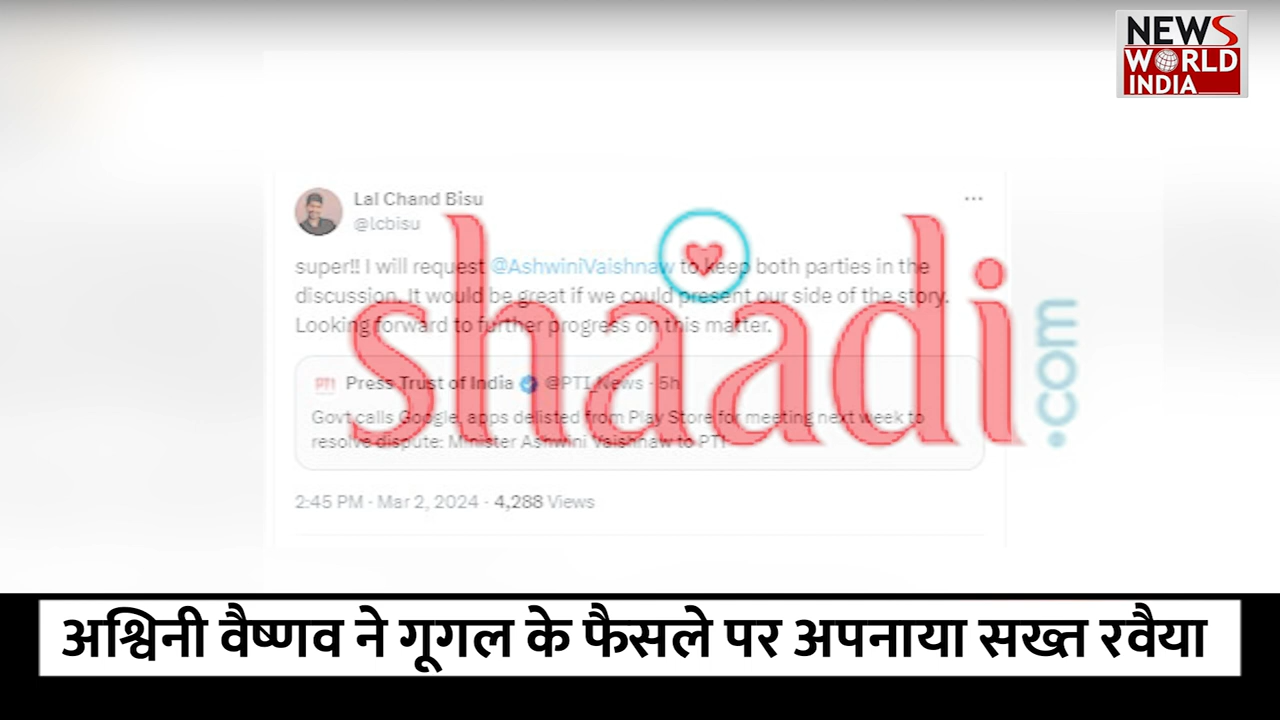 NEWS
WORLD
INDIA
Lal Chand Bisu
@lcbisu
super!! I will request @AshwiniVaishnaw to keep both parties in the
discussion. It would be great if we could present our side of the story.
Looking forward to further progress on this matter.
PTI Press Trust of India @PTI_News · 5h
Govt calls Google, apps delisted from Play Store for meeting next week to
resolve dispute: Minister Ashwini Vaishnaw to PTI
2:45 PM · Mar 2, 2024 · 4,288 Views
shaadi
.com
अश्विनी वैष्णव ने गूगल के फैसले पर अपनाया सख्त रवैया